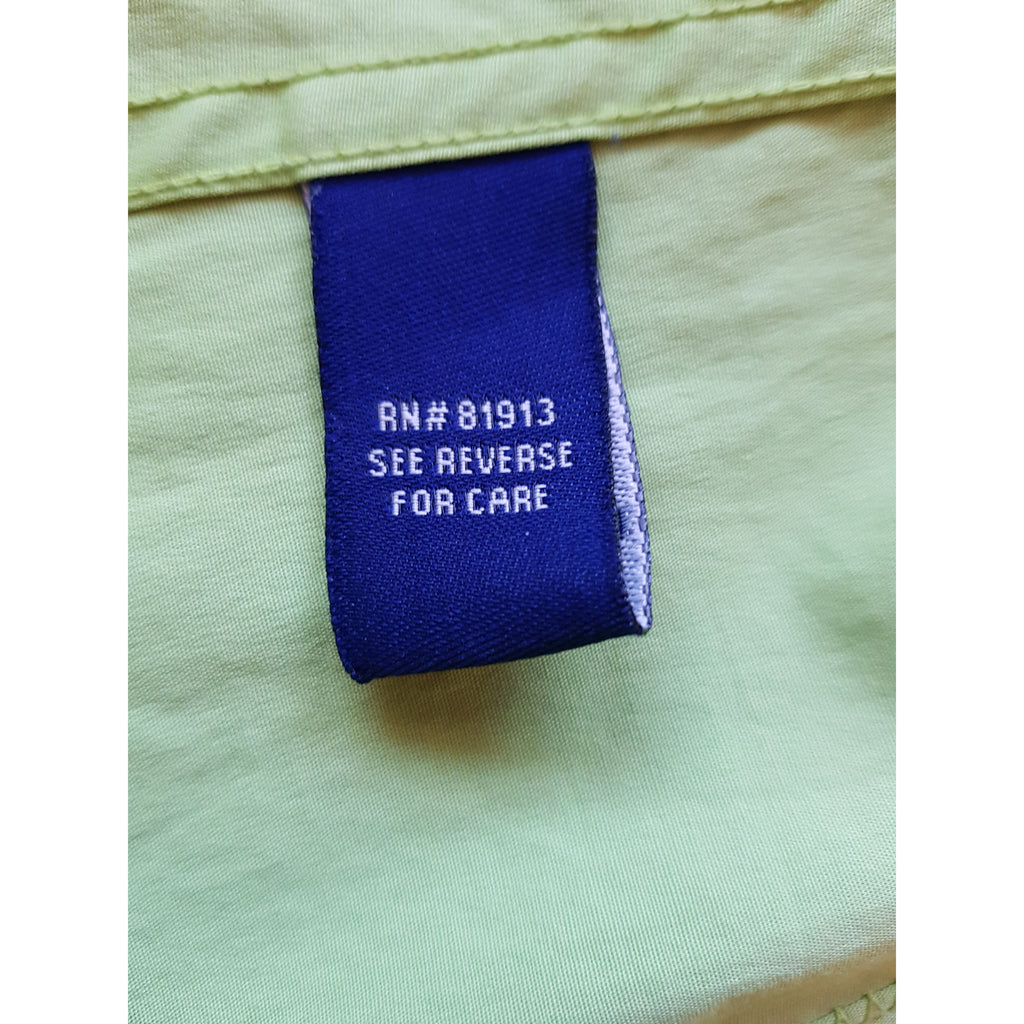 RN# 81913
SEE REVERSE
FOR CARE